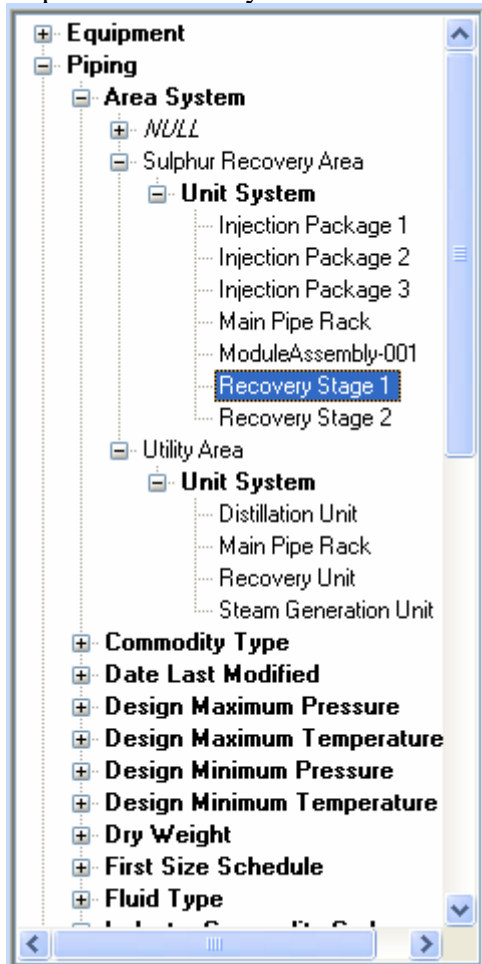 Equipment
Piping
Area System
NULL
Sulphur Recovery Area
Unit System
Injection Package 1
Injection Package 2
Injection Package 3
Main Pipe Rack
ModuleAssembly-001
Recovery Stage 1
Recovery Stage 2
Utility Area
Unit System
Distillation Unit
Main Pipe Rack
Recovery Unit
Steam Generation Unit
Commodity Type
Date Last Modified
Design Maximum Pressure
Design Maximum Temperature
Design Minimum Pressure
Design Minimum Temperature
Dry Weight
First Size Schedule
Fluid Type